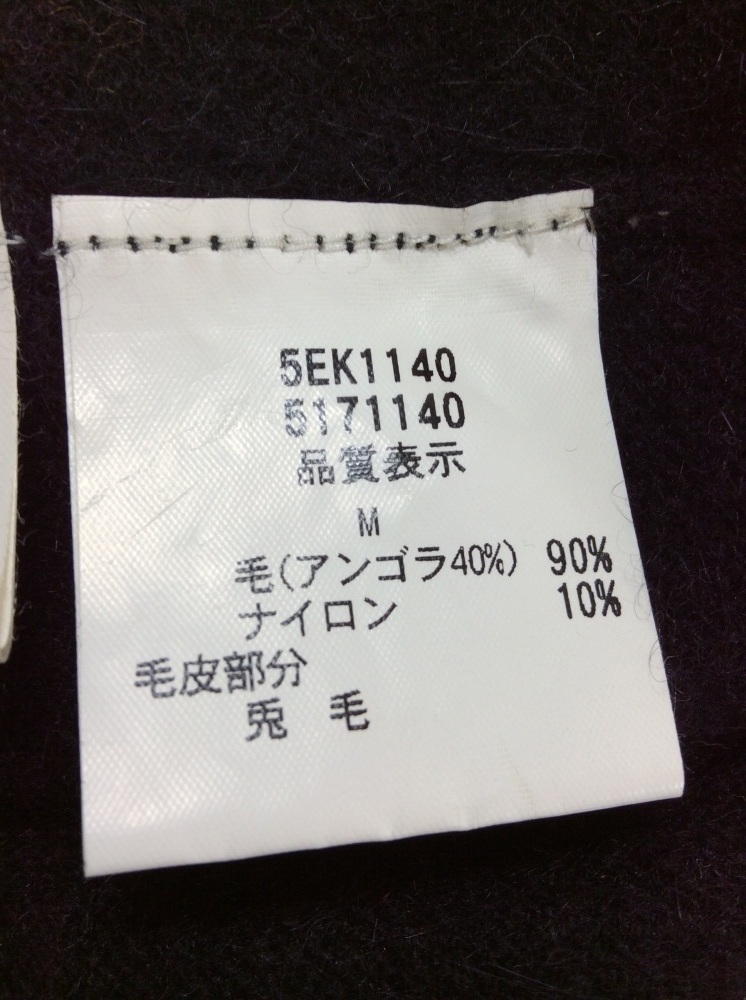 5EK1140
5171140
品質表示
M
毛(アンゴラ40%) 90%
ナイロン 10%
毛皮部分
兎 毛